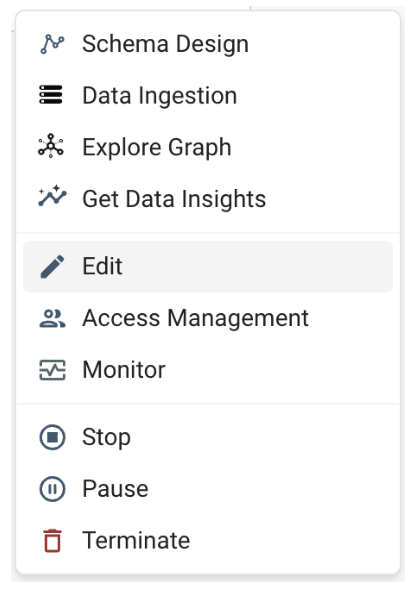 Schema Design
Data Ingestion
Explore Graph
Get Data Insights
Edit
Access Management
Monitor
Stop
Pause
Terminate